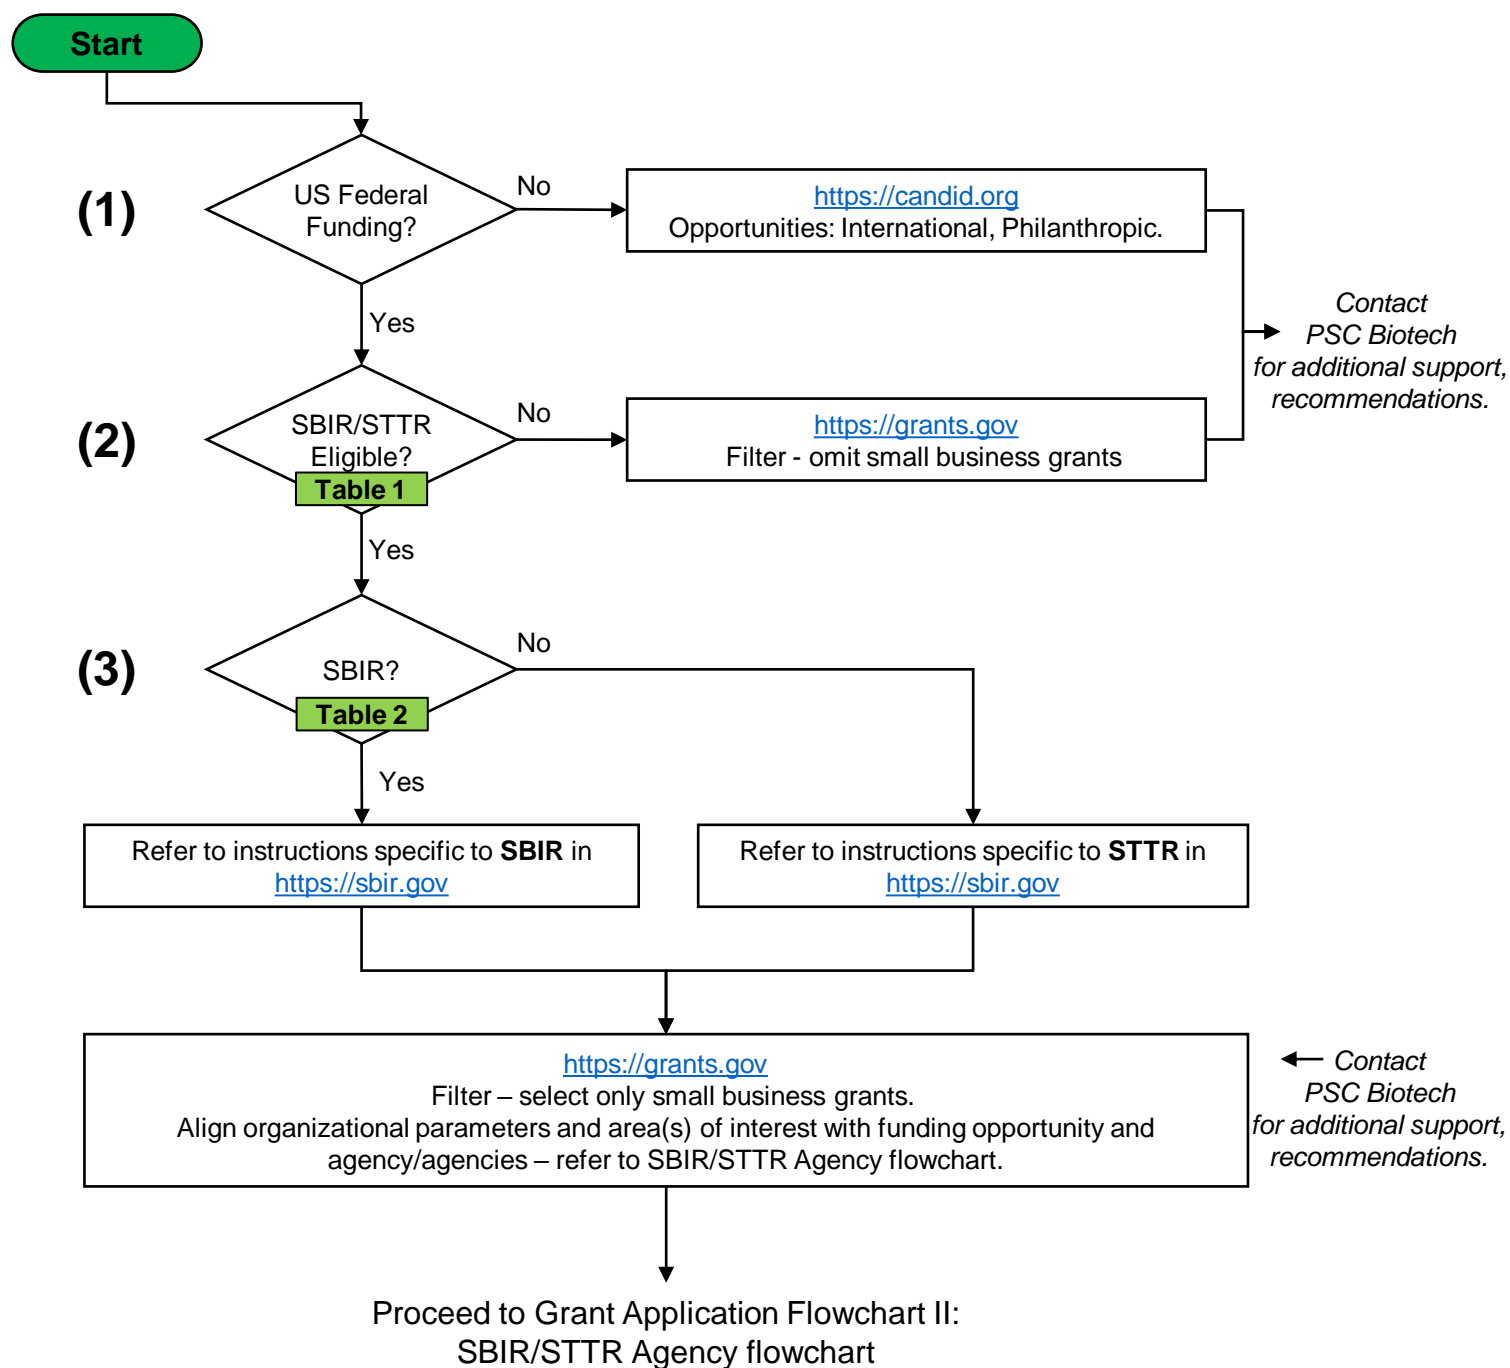 Start
(1)
US Federal
Funding?
No
https://candid.org
Opportunities: International, Philanthropic.
Yes
Contact
PSC Biotech
for additional support,
recommendations.
(2)
SBIR/STTR
Eligible?
Table 1
No
https://grants.gov
Filter - omit small business grants
Yes
(3)
SBIR?
Table 2
No
Yes
Refer to instructions specific to SBIR in
https://sbir.gov
Refer to instructions specific to STTR in
https://sbir.gov
https://grants.gov
Filter – select only small business grants.
Align organizational parameters and area(s) of interest with funding opportunity and
agency/agencies – refer to SBIR/STTR Agency flowchart.
Contact
PSC Biotech
for additional support,
recommendations.
Proceed to Grant Application Flowchart II:
SBIR/STTR Agency flowchart